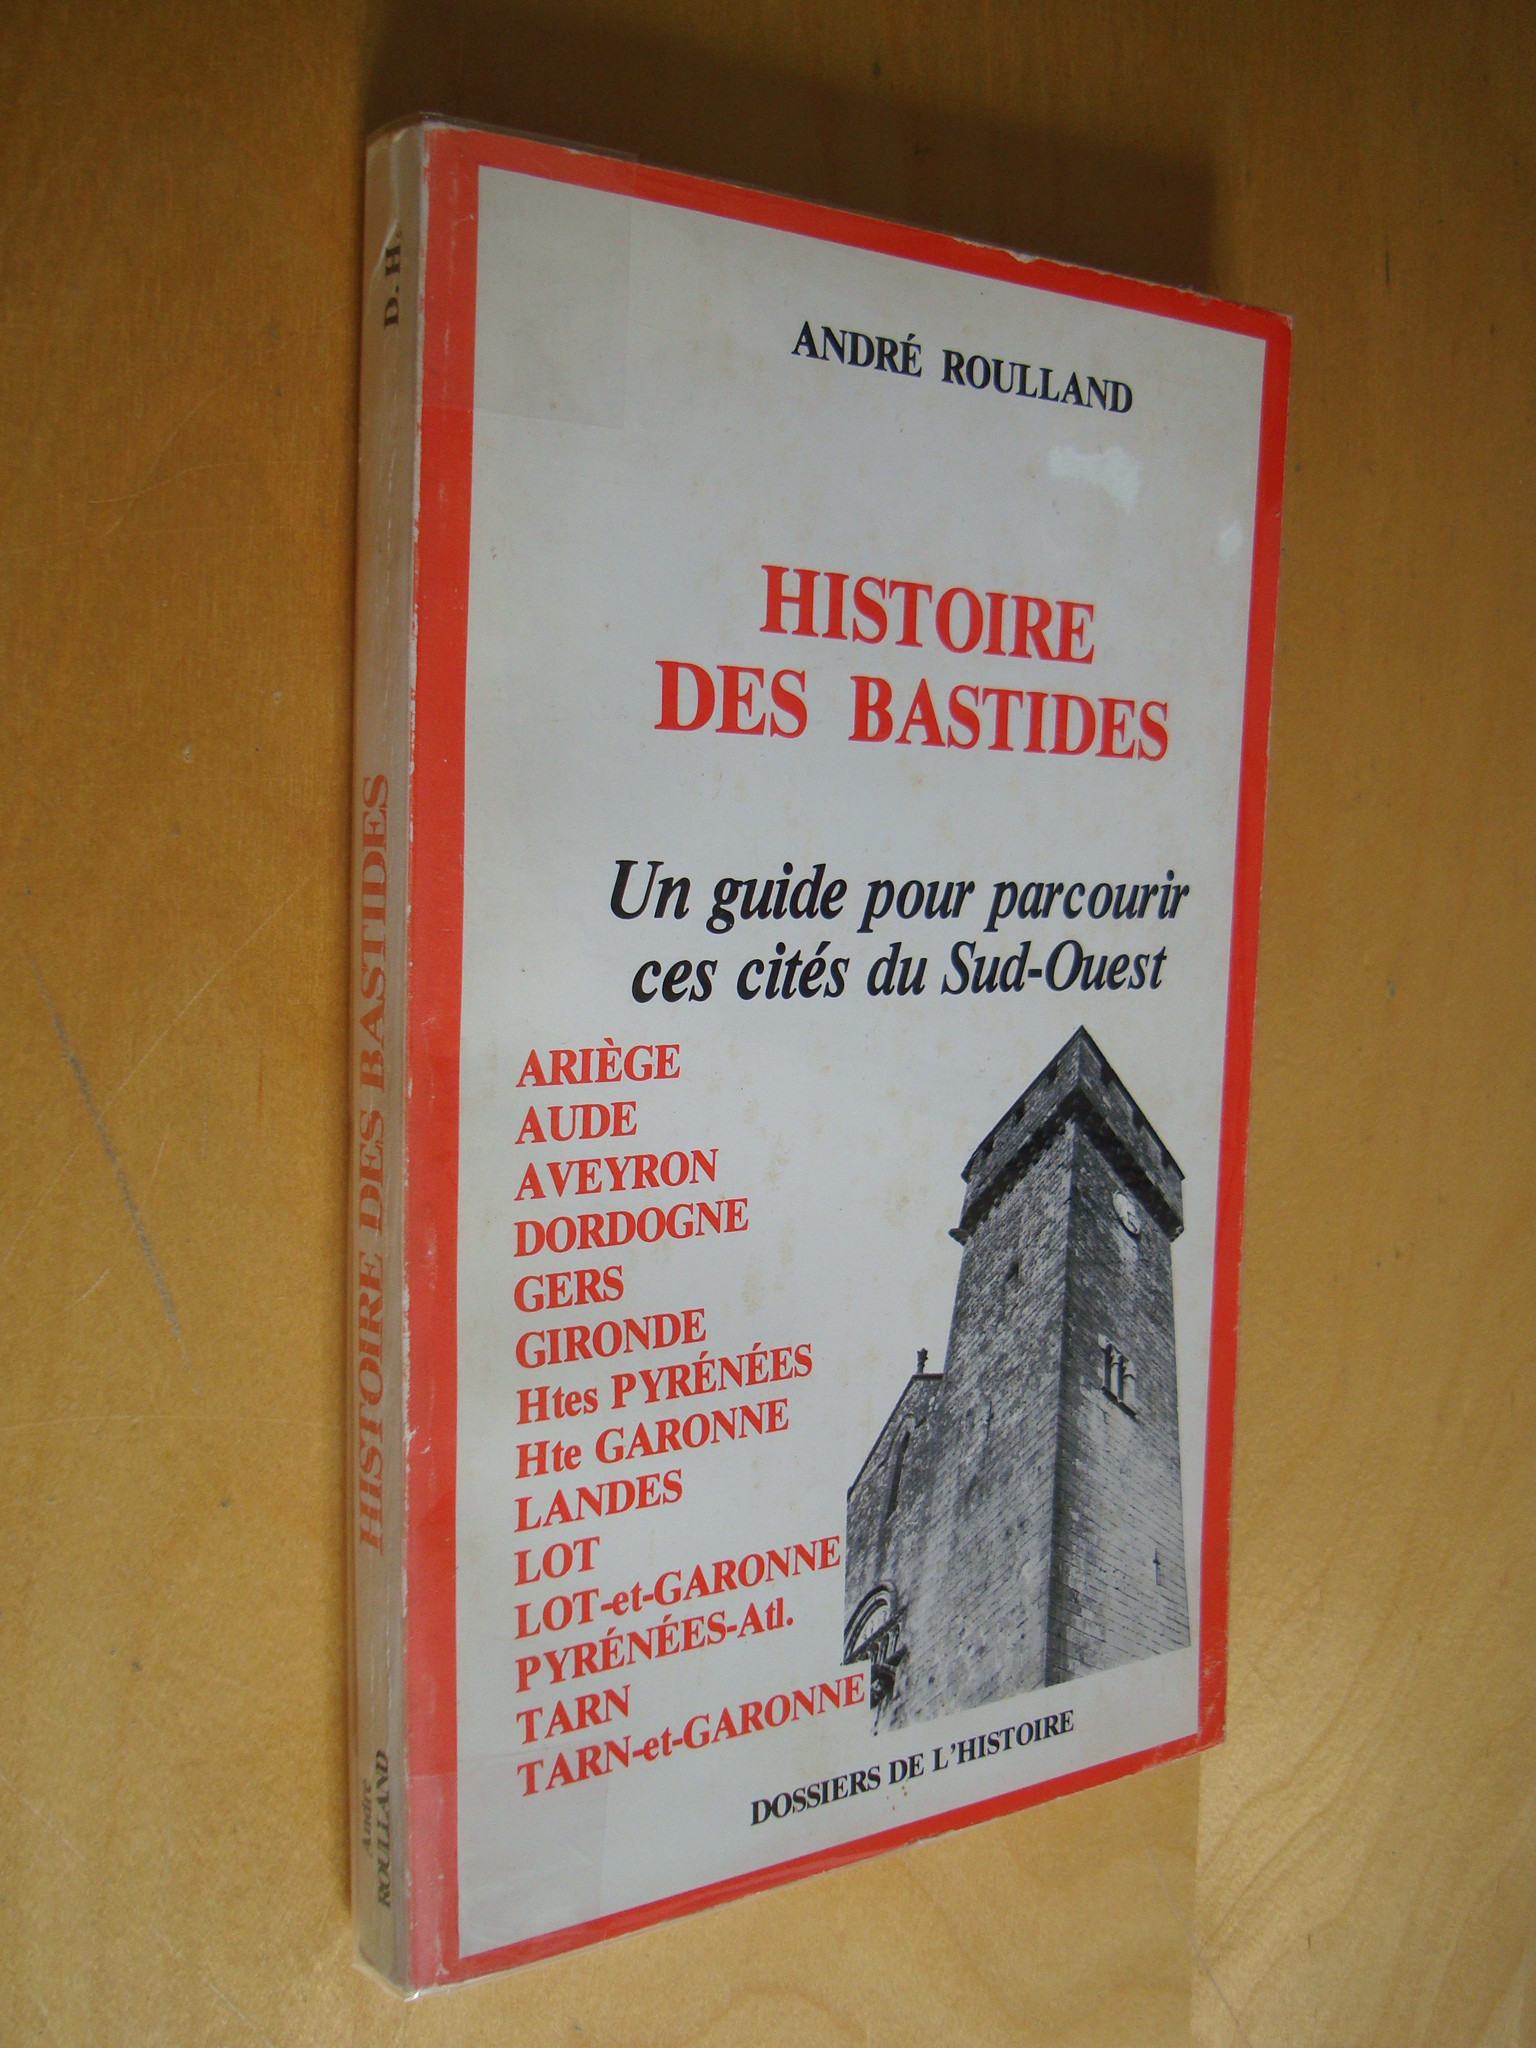 ANDRÉ ROULLAND
HISTOIRE
DES BASTIDES
Un guide pour parcourir
ces cités du Sud-Ouest
ARIÈGE
AUDE
AVEYRON
DORDOGNE
GERS
GIRONDE
Htes PYRÉNÉES
Hte GARONNE
LANDES
LOT
LOT-et-GARONNE
PYRÉNÉES-Atl.
TARN
TARN-et-GARONNE
DOSSIERS DE L'HISTOIRE
André
ROULLAND
HISTOIRE DES BASTIDES
D. H.